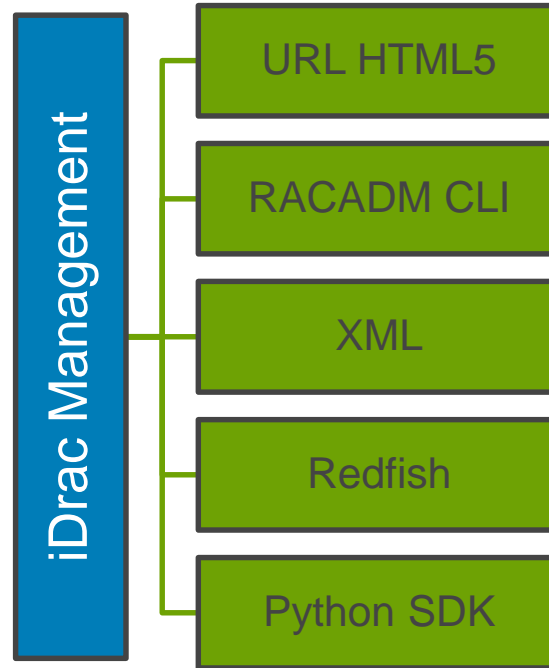 iDrac Management
URL HTML5
RACADM CLI
XML
Redfish
Python SDK